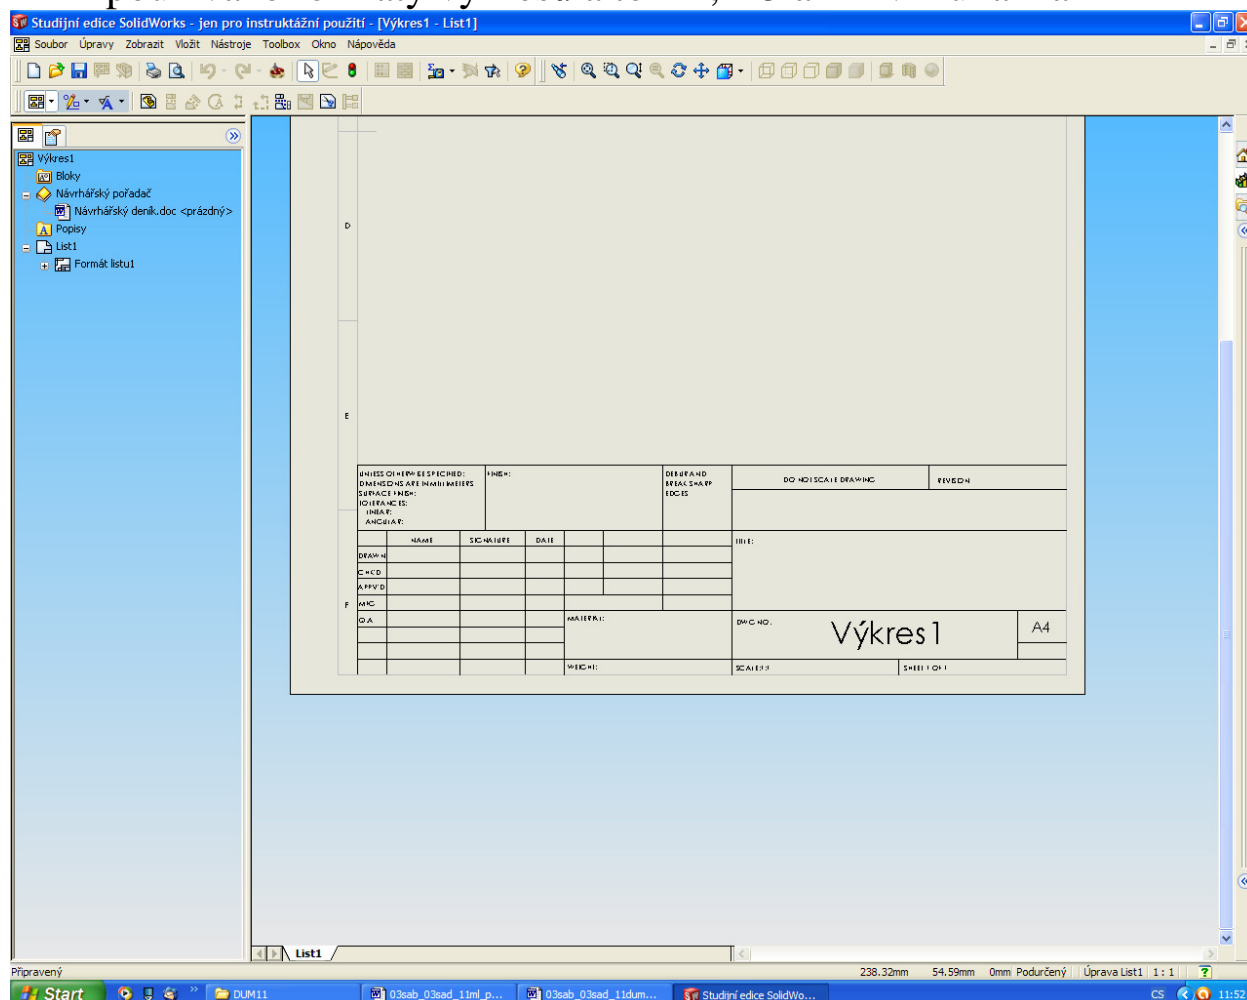 Studijní edice SolidWorks - jen pro instruktážní použití - [Výkres1 - List1]
Soubor Úpravy Zobrazit Vložit Nástroje Toolbox Okno Nápověda
Výkres1
Bloky
Návrhářský pořadač
Návrhářský deník.doc <prázdný>
Popisy
List1
Formát listu1
D
E
F
UNLESS OTHERWISE SPECIFIED:
DIMENSIONS ARE IN MILLIMETERS
SURFACE FINISH:
TOLERANCES:
LINEAR:
ANGULAR:
FINISH:
DEBUR AND
BREAK SHARP
EDGES
DO NOT SCALE DRAWING
REVISION
NAME SIGNATURE DATE
TITLE:
DRAWN
CHK'D
APPV'D
MFG
Q.A
MATERIAL:
DWG NO.
Výkres1
A4
WEIGHT:
SCALE:1:1
SHEET 1 OF 1
List1
Připravený 238.32mm 54.59mm 0mm Podurčený Úprava List1 1 : 1
Start DUM11 03sab_03sad_11ml_p... 03sab_03sad_11dum... Studijní edice SolidWo... CS 11:52